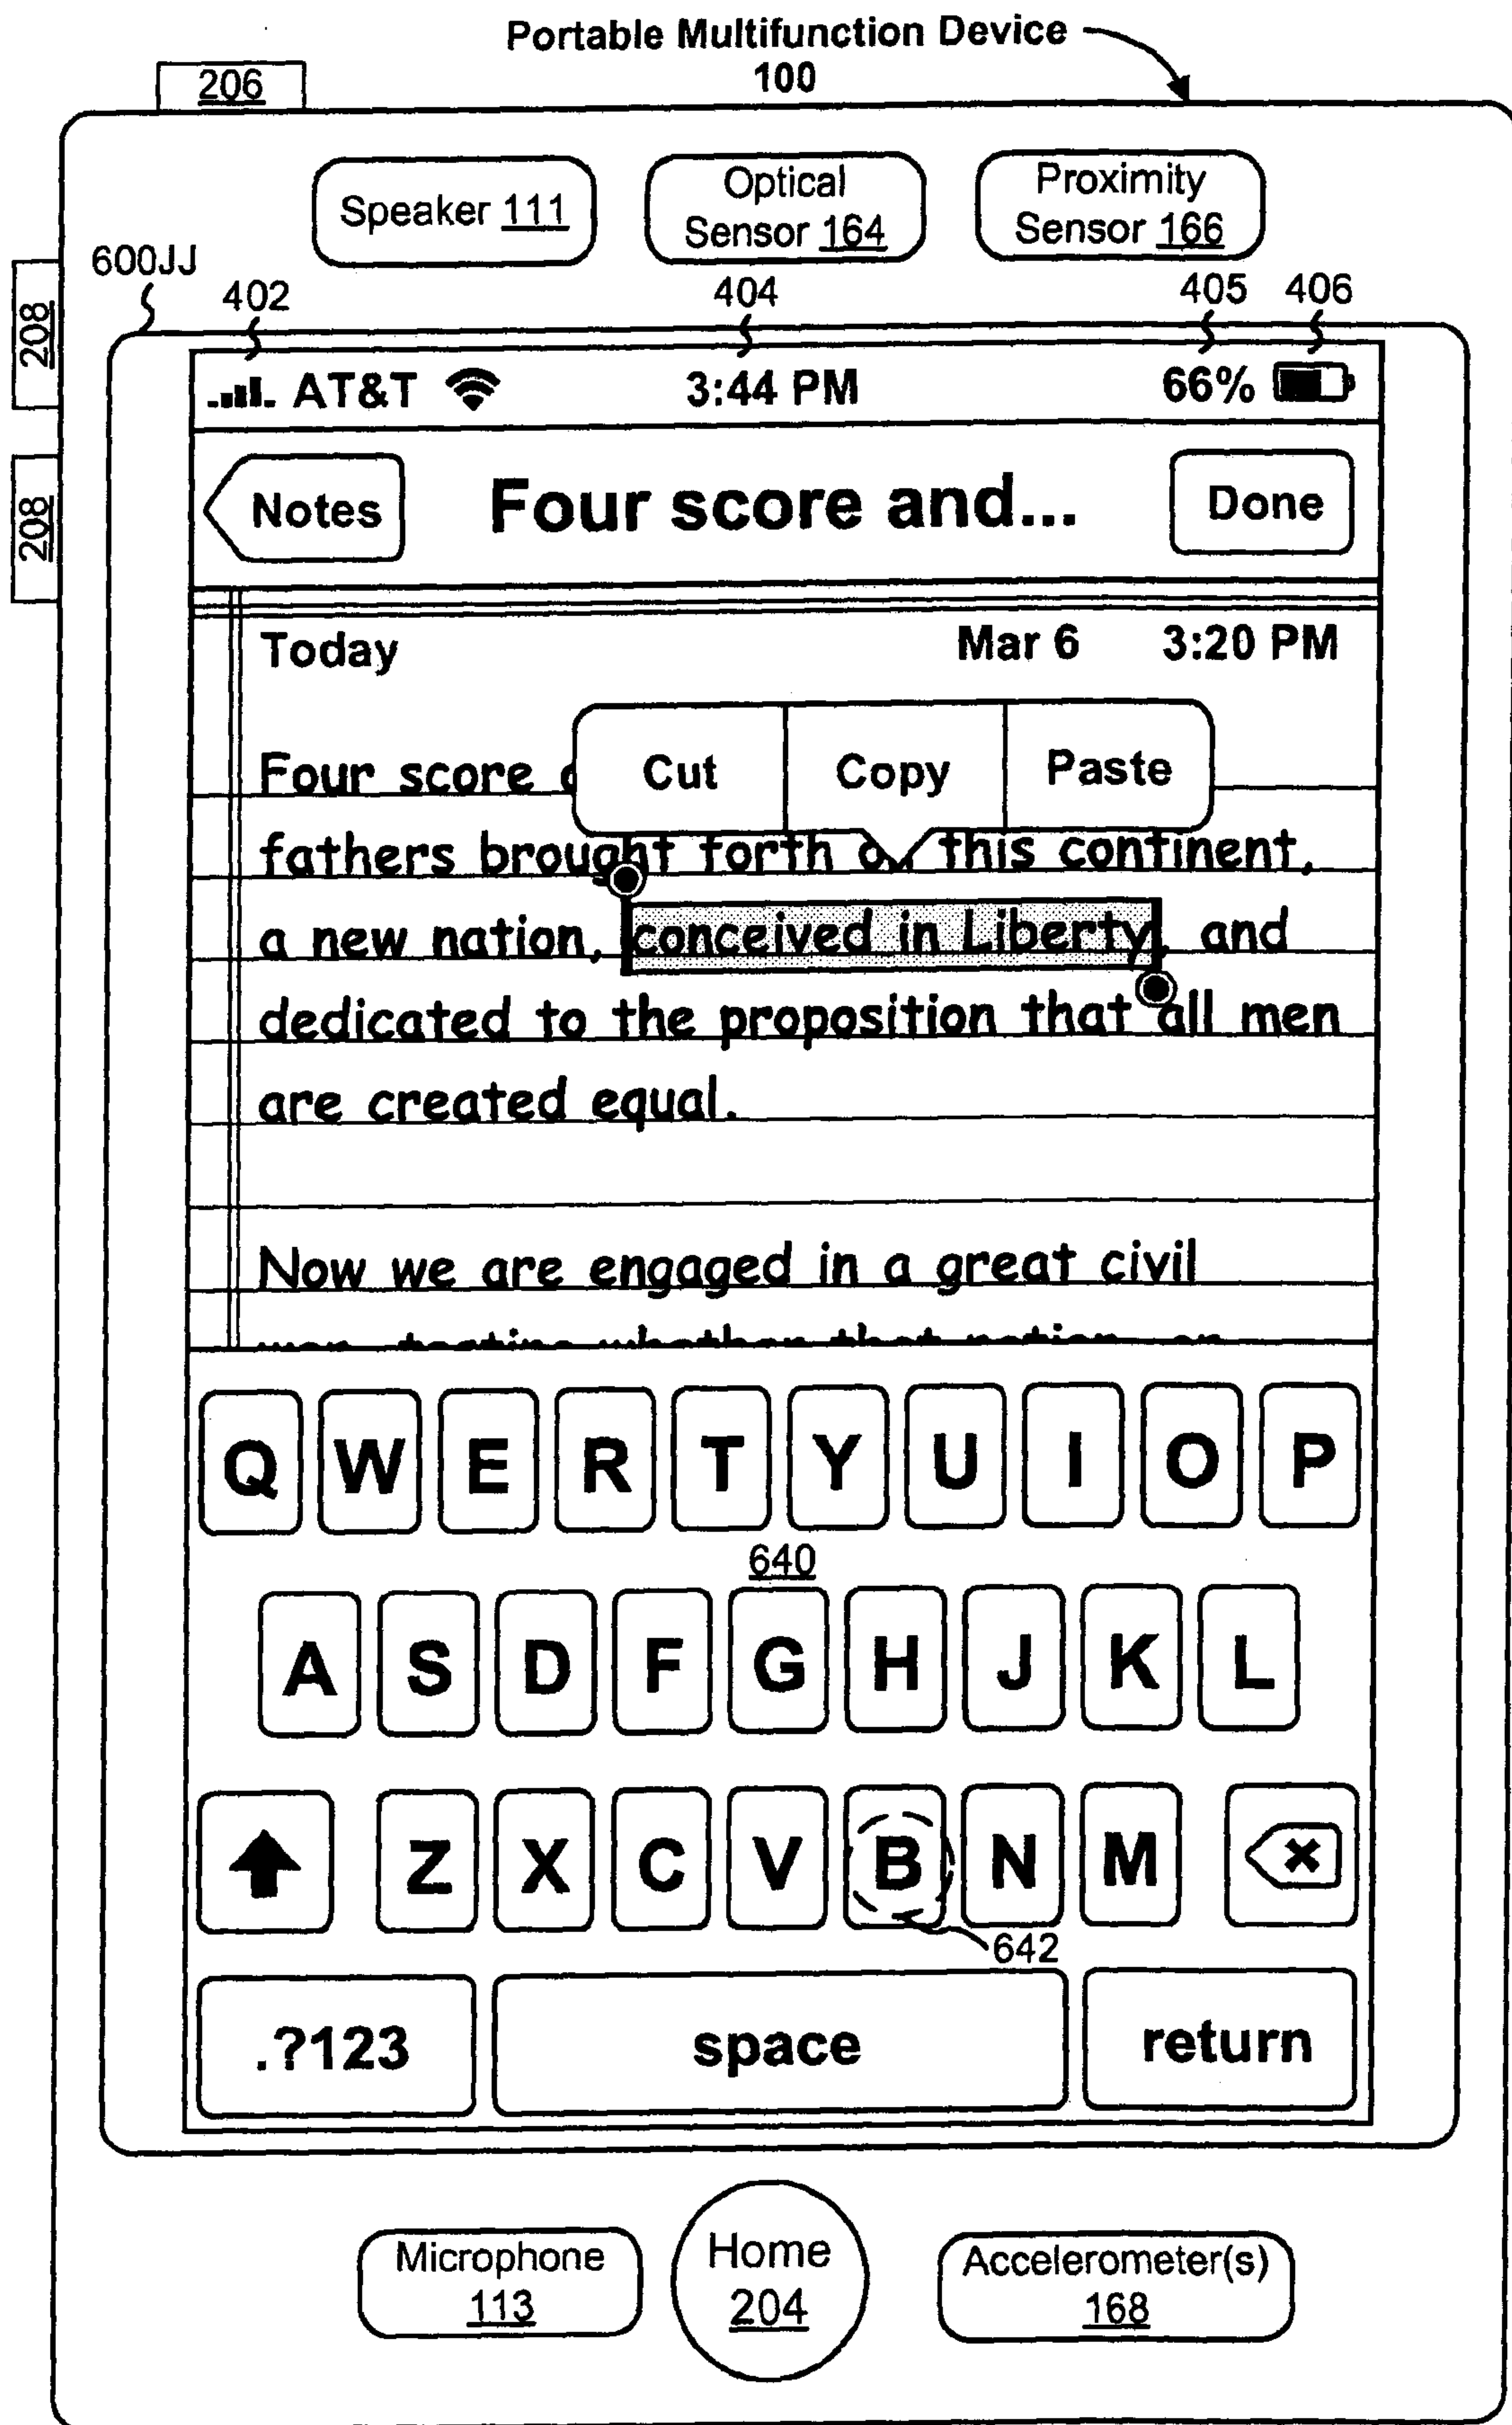 Portable Multifunction Device
100
206
Speaker 111
Optical
Sensor 164
Proximity
Sensor 166
600JJ
402
404
405
406
208
208
AT&T
3:44 PM
66%
Notes
Four score and...
Done
Today
Mar 6
3:20 PM
Cut
Copy
Paste
Four score
fathers brought forth this continent,
a new nation, conceived in Liberty, and
dedicated to the proposition that all men
are created equal.
Now we are engaged in a great civil
Q W E R T Y U I O P
640
A S D F G H J K L
Z X C V B N M
642
.?123
space
return
Microphone
113
Home
204
Accelerometer(s)
168